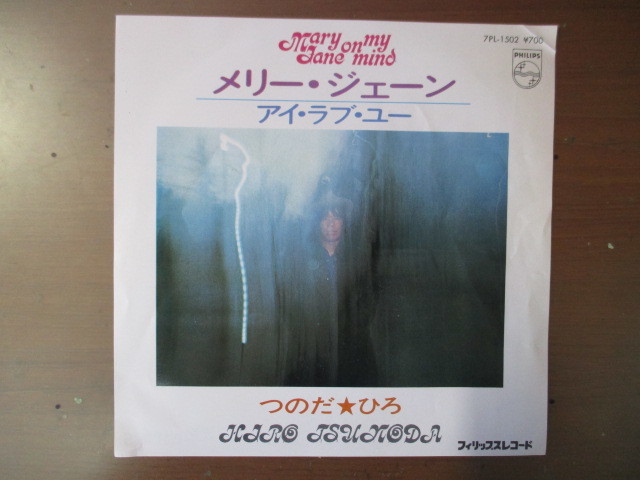 Mary on my
Jane mind
7PL-1502 ¥700
PHILIPS
メリー・ジェーン
アイ・ラブ・ユー
つのだ★ひろ
HIRO TSUNODA
フィリップスレコード